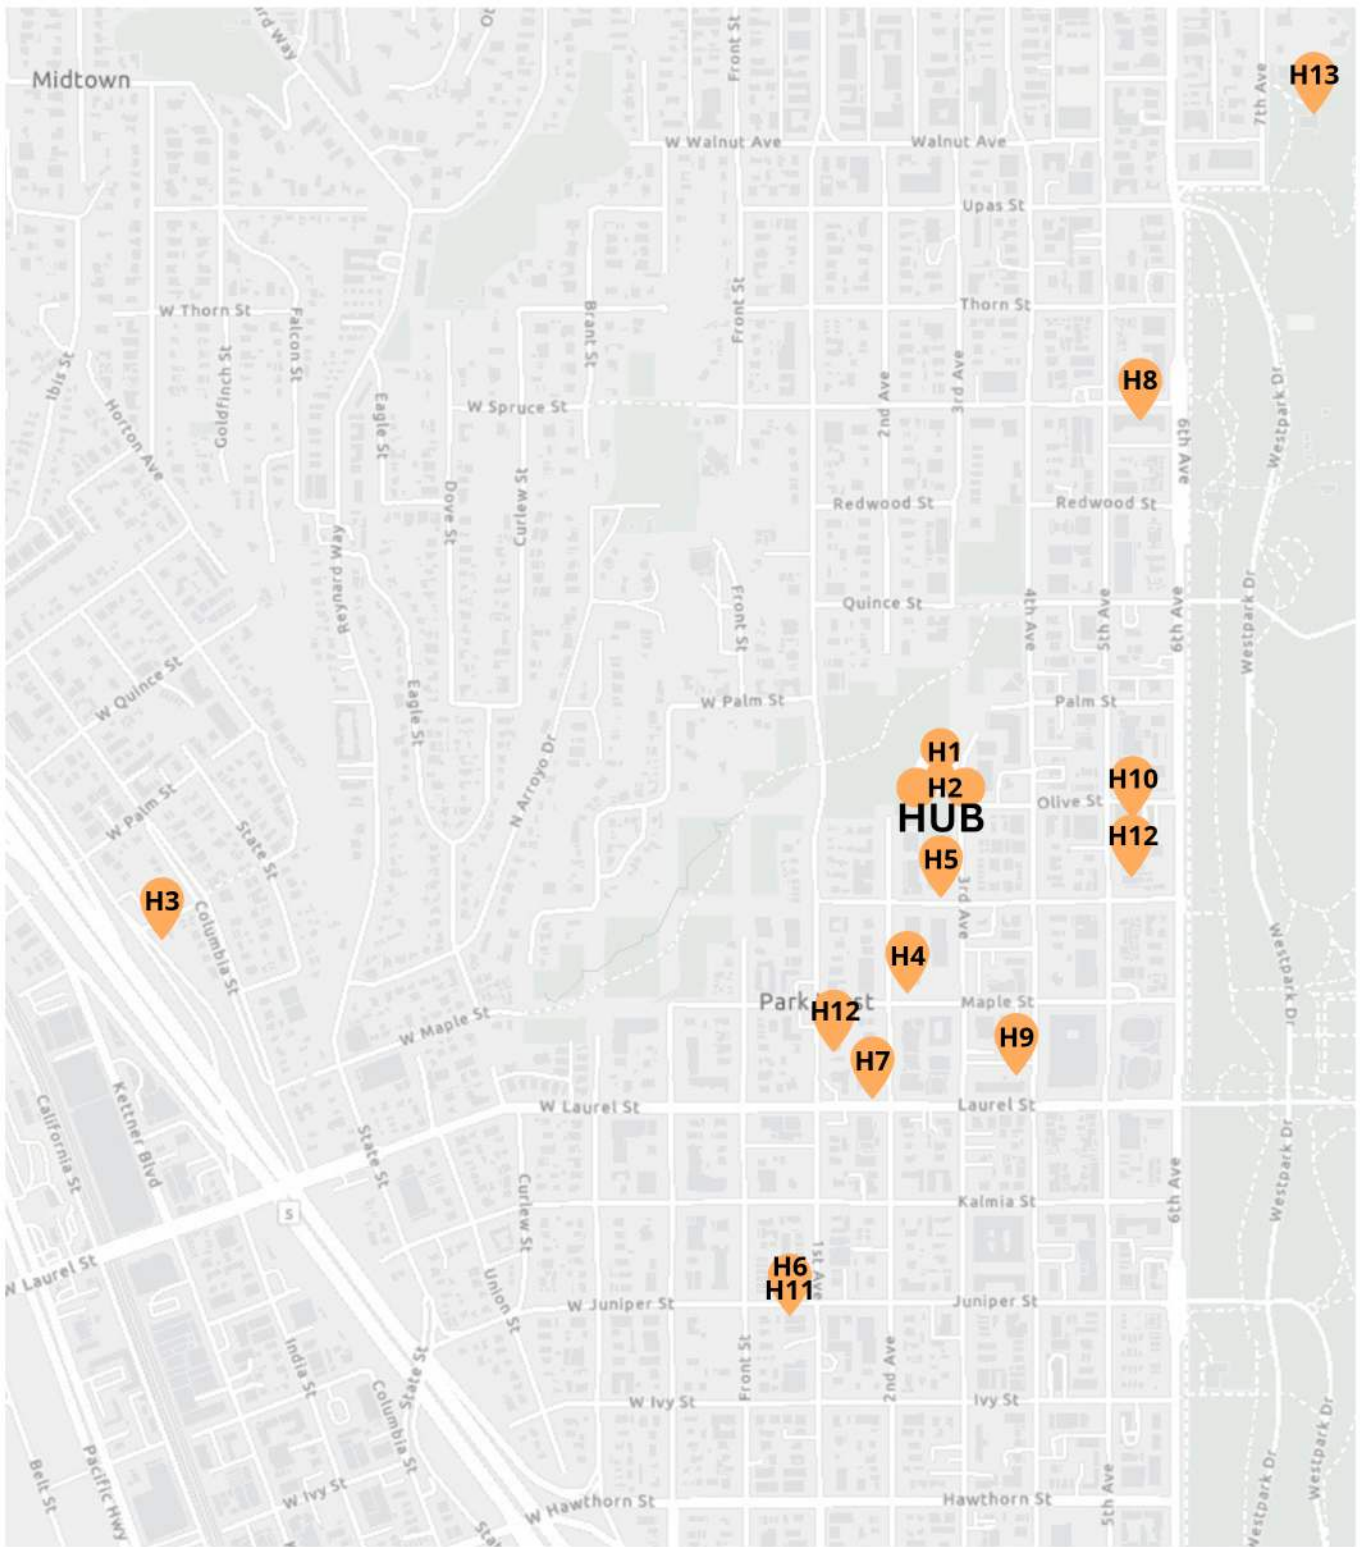 Front St
ard Way
Midtown
H13
7th Ave
W Walnut Ave
Walnut Ave
Upas St
W Thorn St
Falcon St
Brant St
Front St
Thorn St
Ibis St
Goldfinch St
Horton Ave
Eagle St
W Spruce St
2nd Ave
3rd Ave
H8
Westpark Dr
6th Ave
Dove St
Curlew St
Redwood St
Redwood St
Reynard Way
Front St
Quince St
4th Ave
5th Ave
6th Ave
Westpark Dr
W Quince St
Eagle St
W Palm St
Palm St
N Arroyo Dr
H1
H2
HUB
H10
Olive St
H12
W Palm St
State St
H5
H3
Columbia St
3rd Ave
Westpark Dr
H4
Maple St
H12
W Maple St
H9
H7
California St
Kettner Blvd
W Laurel St
Laurel St
State St
Westpark Dr
6th Ave
Curlew St
Kalmia St
S
W Laurel St
H6
H11
1st Ave
Union St
W Juniper St
Juniper St
India St
State St
Columbia St
Front St
2nd Ave
W Ivy St
Ivy St
Westpark Dr
Belt St
Pacific Hwy
W Ivy St
W Hawthorn St
Hawthorn St
5th Ave
Westpark Dr